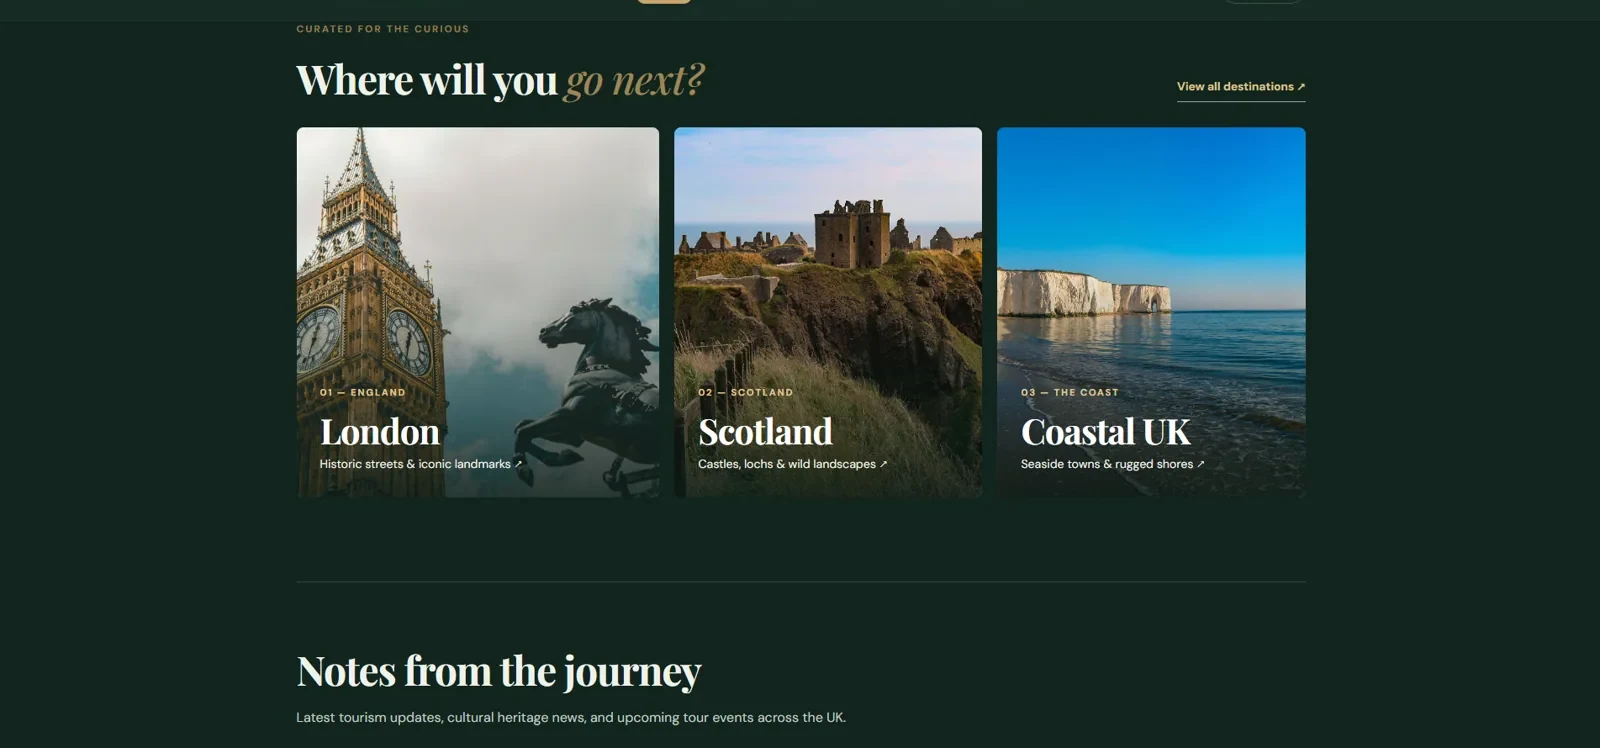 CURATED FOR THE CURIOUS
Where will you go next?
View all destinations ↗
01 — ENGLAND
London
Historic streets & iconic landmarks ↗
02 — SCOTLAND
Scotland
Castles, lochs & wild landscapes ↗
03 — THE COAST
Coastal UK
Seaside towns & rugged shores ↗
Notes from the journey
Latest tourism updates, cultural heritage news, and upcoming tour events across the UK.